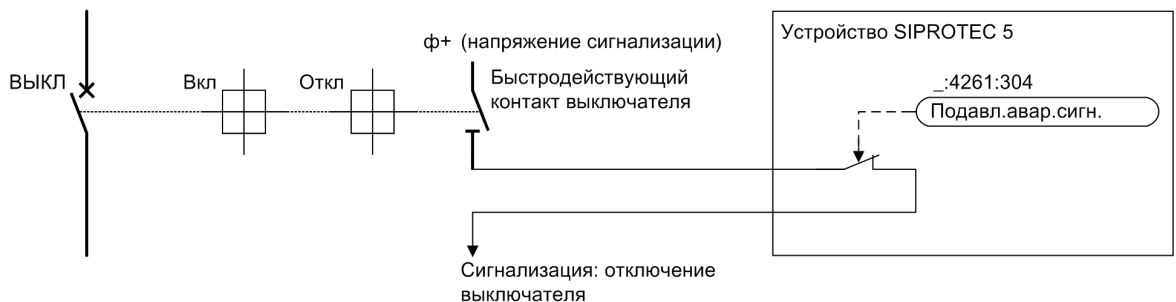 Устройство SIPROTEC 5
ф+ (напряжение сигнализации)
ВЫКЛ
Вкл
Откл
Быстродействующий
контакт выключателя
_:4261:304
Подавл.авар.сигн.
Сигнализация: отключение
выключателя